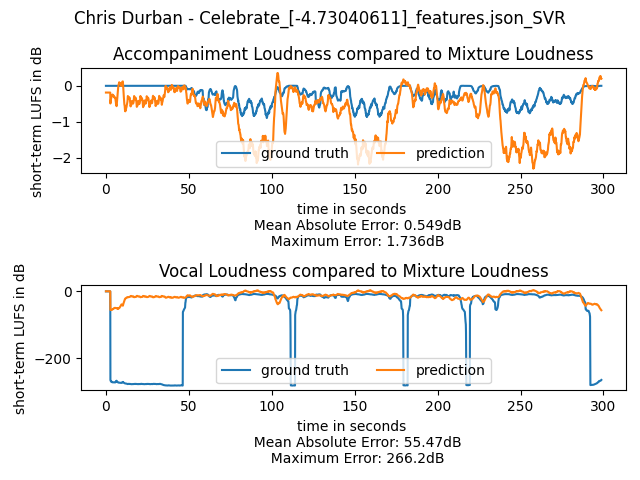 Chris Durban - Celebrate_[-4.73040611]_features.json_SVR
Accompaniment Loudness compared to Mixture Loudness
short-term LUFS in dB
0
−1
−2
ground truth
prediction
0 50 100 150 200 250 300
time in seconds
Mean Absolute Error: 0.549dB
Maximum Error: 1.736dB
Vocal Loudness compared to Mixture Loudness
short-term LUFS in dB
0
−200
ground truth
prediction
0 50 100 150 200 250 300
time in seconds
Mean Absolute Error: 55.47dB
Maximum Error: 266.2dB